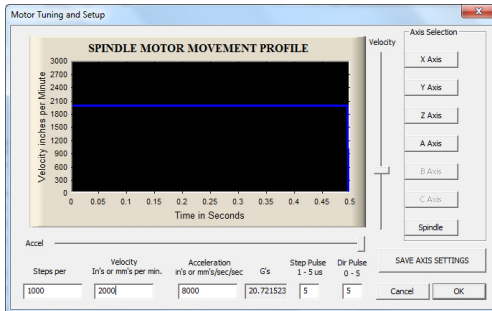 Motor Tuning and Setup
SPINDLE MOTOR MOVEMENT PROFILE
Velocity inches per Minute
3000
2700
2400
2100
1800
1500
1200
900
600
300
0
0 0.05 0.1 0.15 0.2 0.25 0.3 0.35 0.4 0.45 0.5
Time in Seconds
Velocity
Axis Selection
X Axis
Y Axis
Z Axis
A Axis
B Axis
C Axis
Spindle
Accel
Steps per
Velocity
In's or mm's per min.
Acceleration
in's or mm's/sec/sec
G's
Step Pulse
1 - 5 us
Dir Pulse
0 - 5
1000 2000 8000 20.721523 5 5
SAVE AXIS SETTINGS
Cancel OK